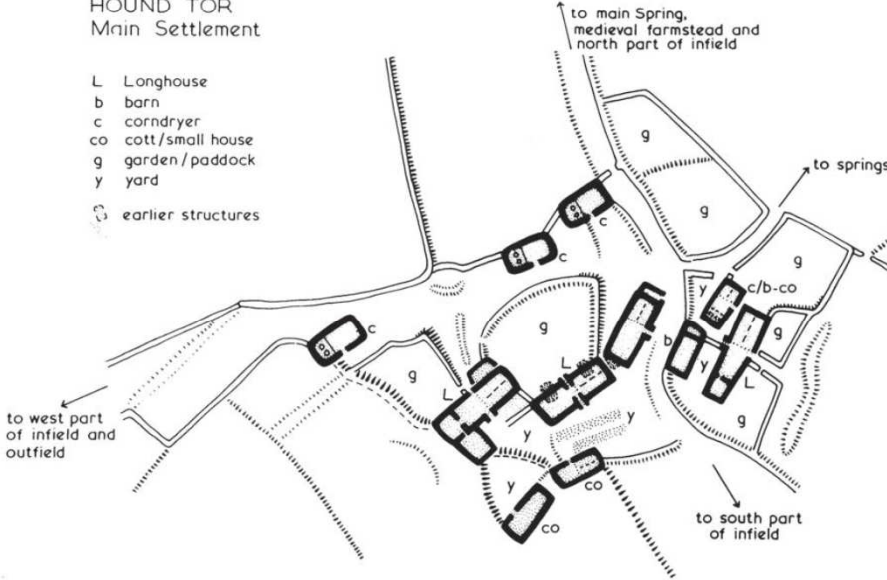 HOUND TOR
Main Settlement
L Longhouse
b barn
c corndryer
co cott/small house
g garden/paddock
y yard
earlier structures
to main Spring,
medieval farmstead and
north part of infield
to springs
g
g
g
c
c
y
c/b-co
g
g
c
b
y
L
g
g
L
L
y
y
y
co
co
to west part
of infield and
outfield
to south part
of infield